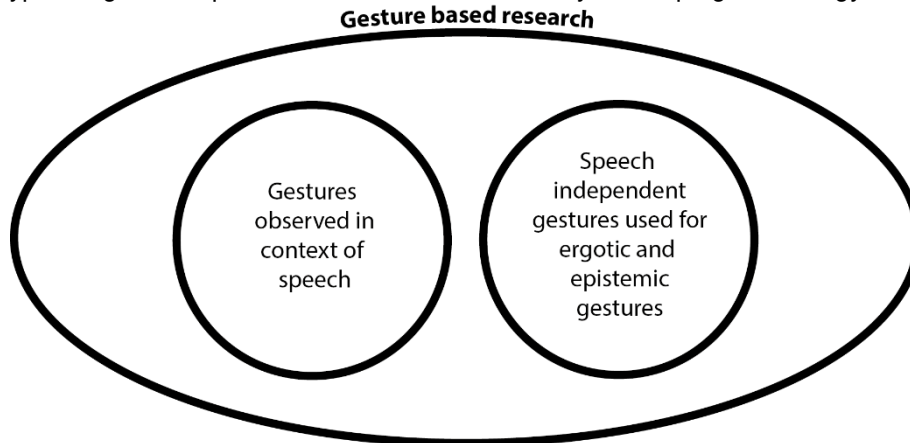 Gesture based research
Gestures
observed in
context of
speech
Speech
independent
gestures used for
ergotic and
epistemic
gestures